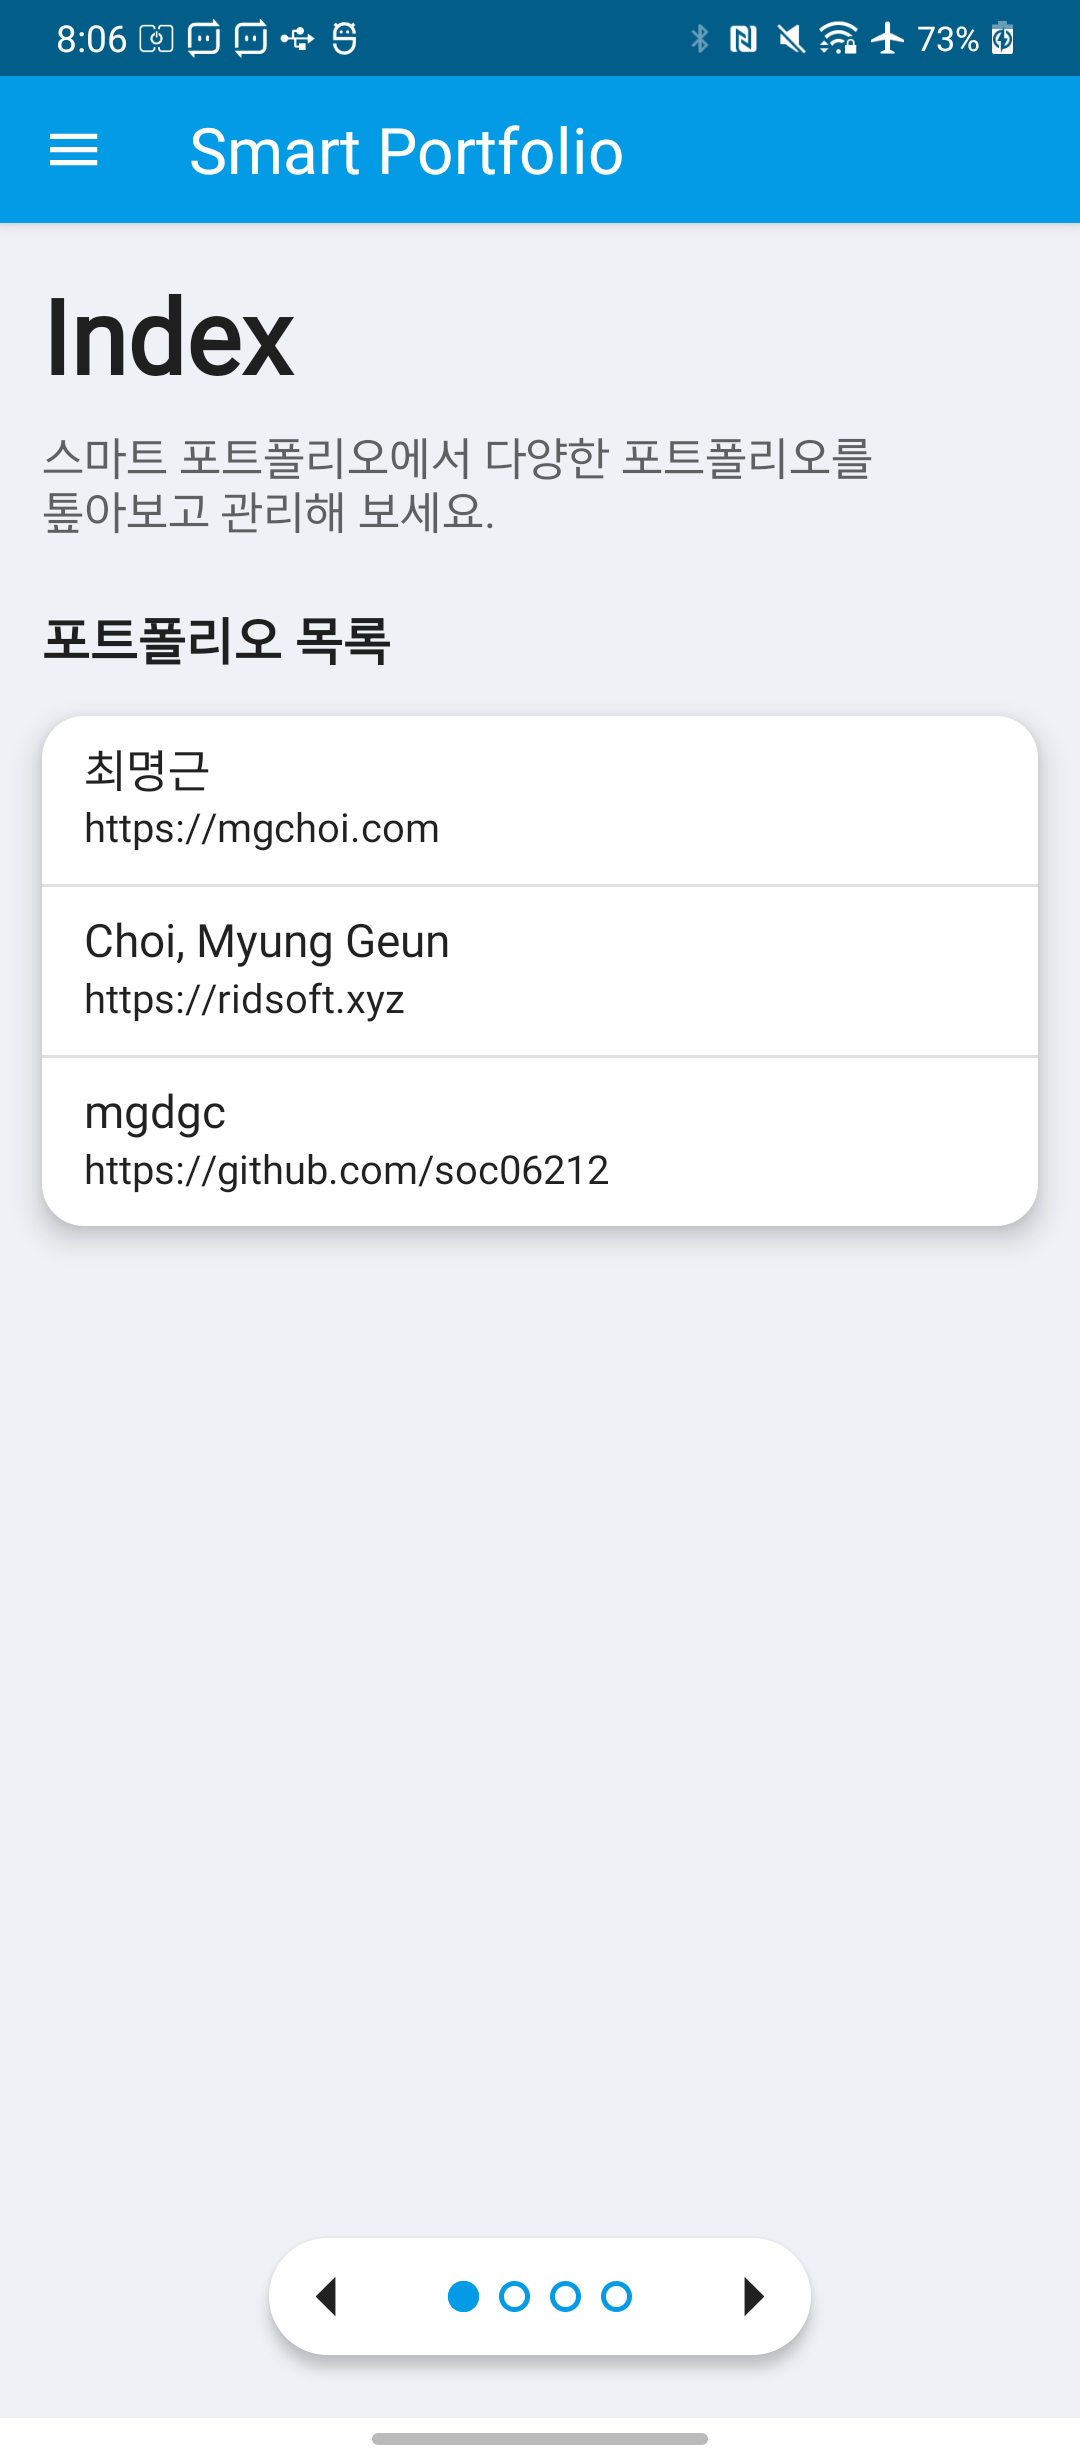 8:06
73%
Smart Portfolio
Index
스마트 포트폴리오에서 다양한 포트폴리오를
톺아보고 관리해 보세요.
포트폴리오 목록
최명근
https://mgchoi.com
Choi, Myung Geun
https://ridsoft.xyz
mgdgc
https://github.com/soc06212